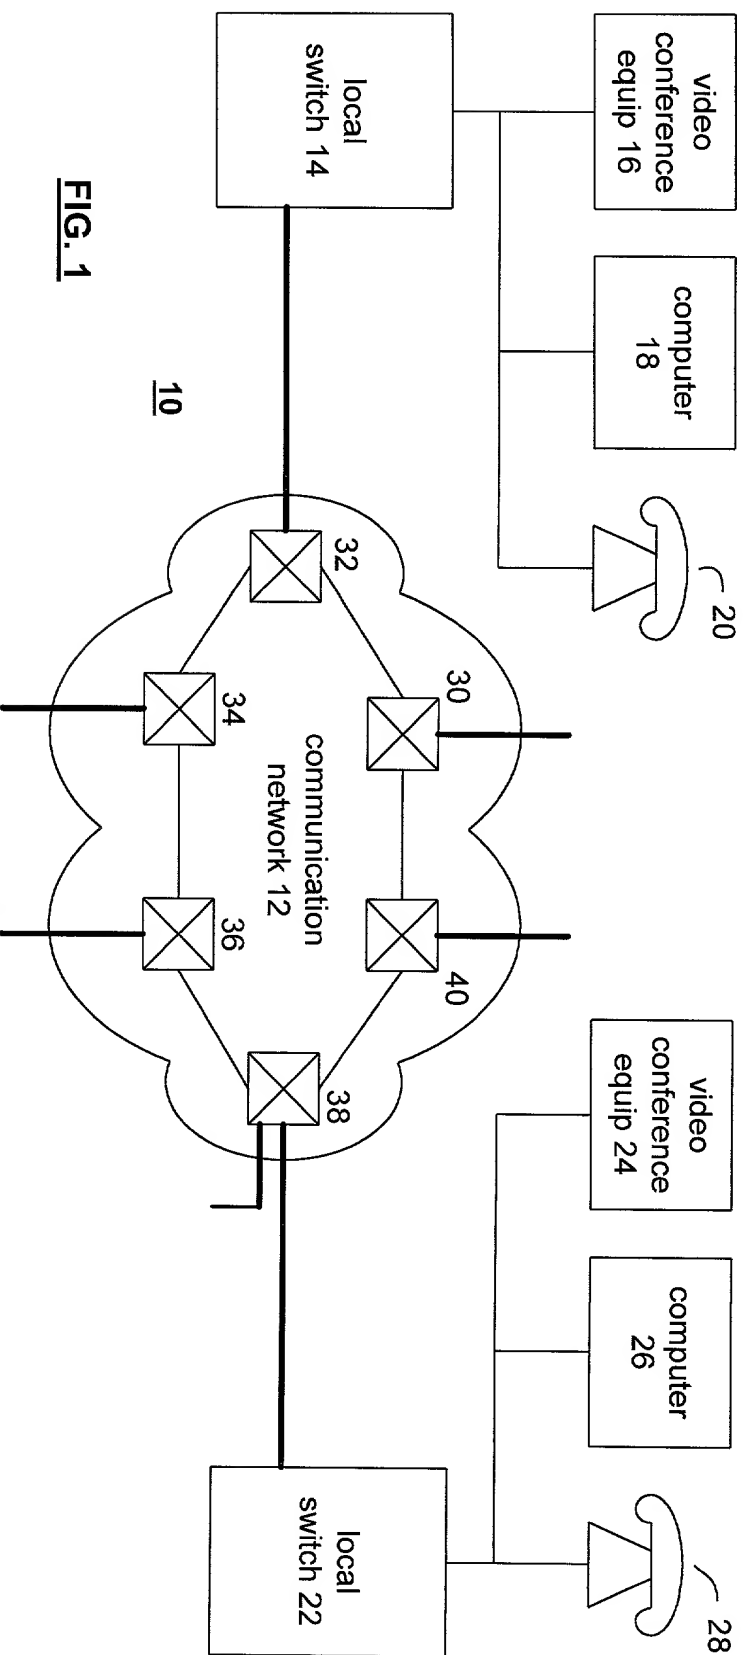 video
conference
equip 16
computer
18
20
video
conference
equip 24
computer
26
28
local
switch 14
32
30
40
communication
network 12
34
36
38
local
switch 22
10
FIG. 1